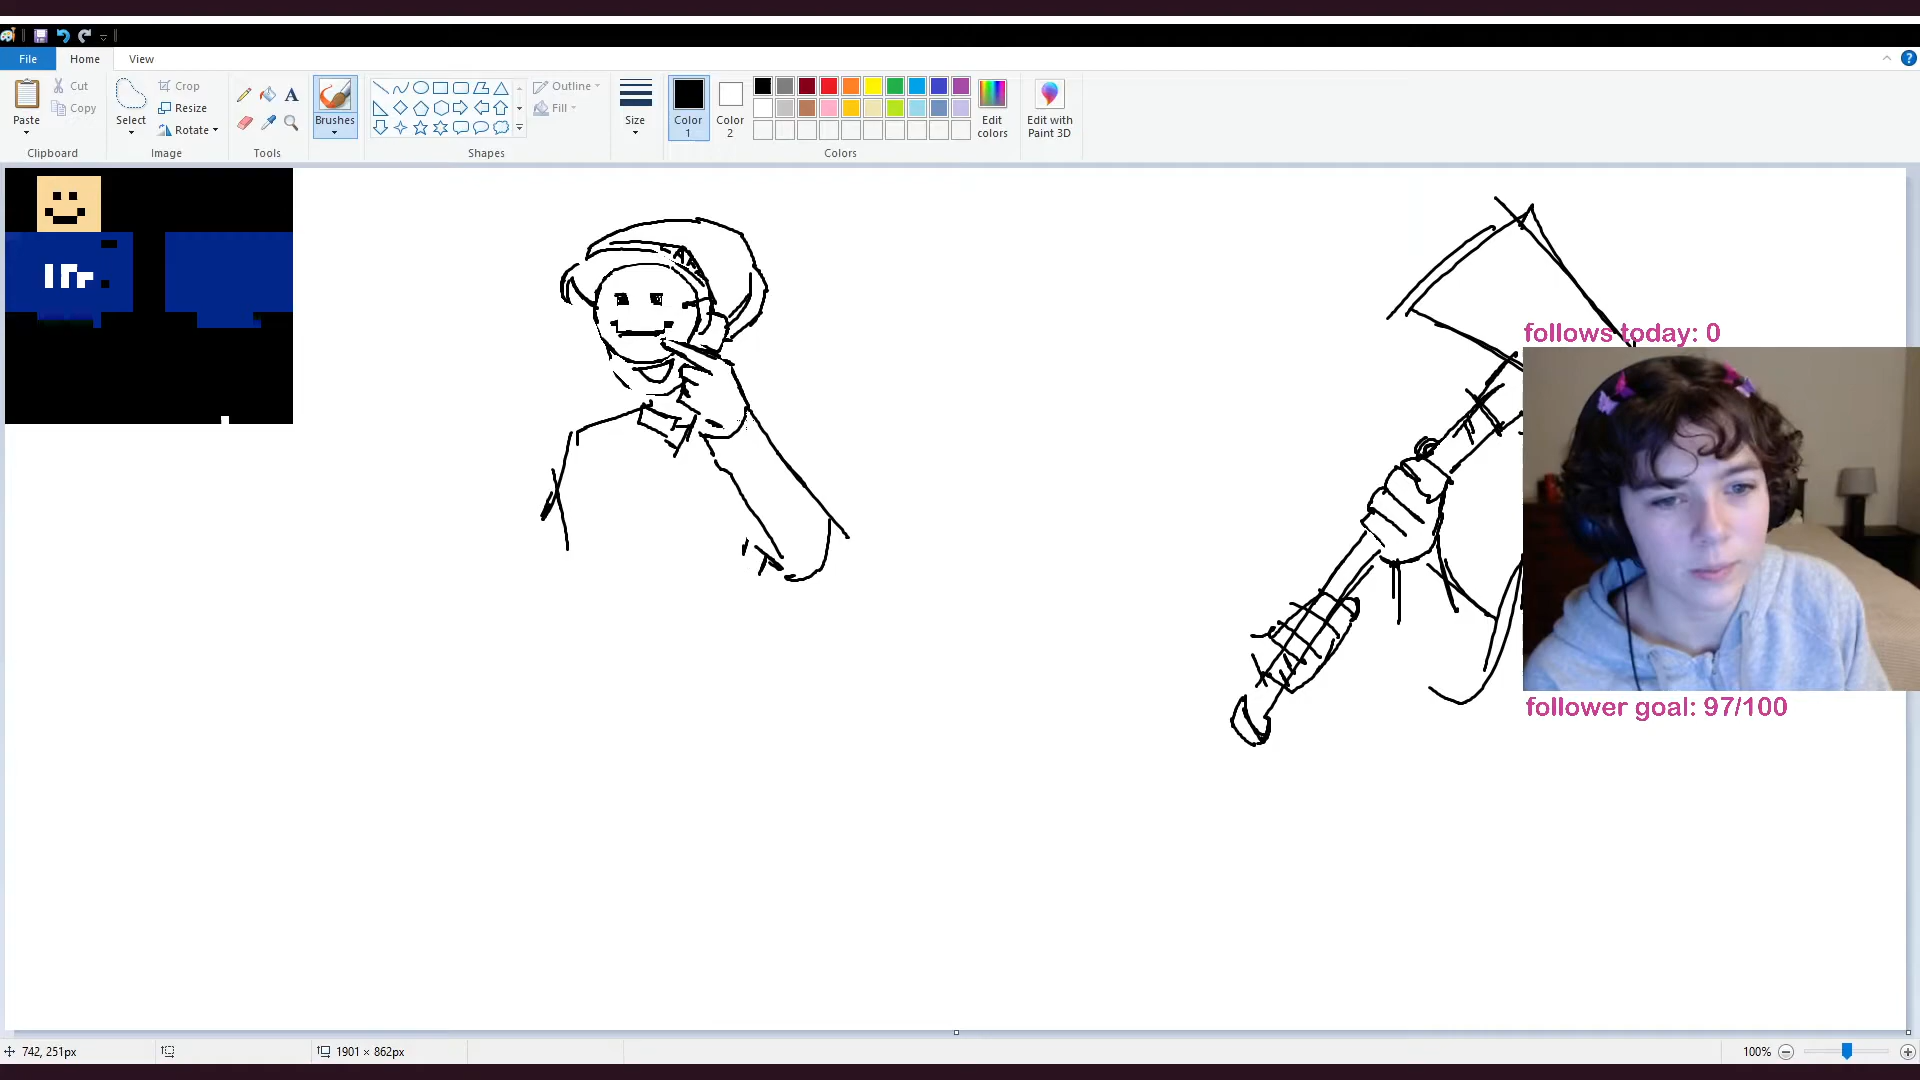 File Home View
Paste
Cut
Copy
Clipboard
Select
Crop
Resize
Rotate
Image
A
Tools
Brushes
Shapes
Outline
Fill
Size
Color
1
Color
2
Edit
colors
Colors
Edit with
Paint 3D
?
follows today: 0
follower goal: 97/100
742, 251px
1901 × 862px
100%